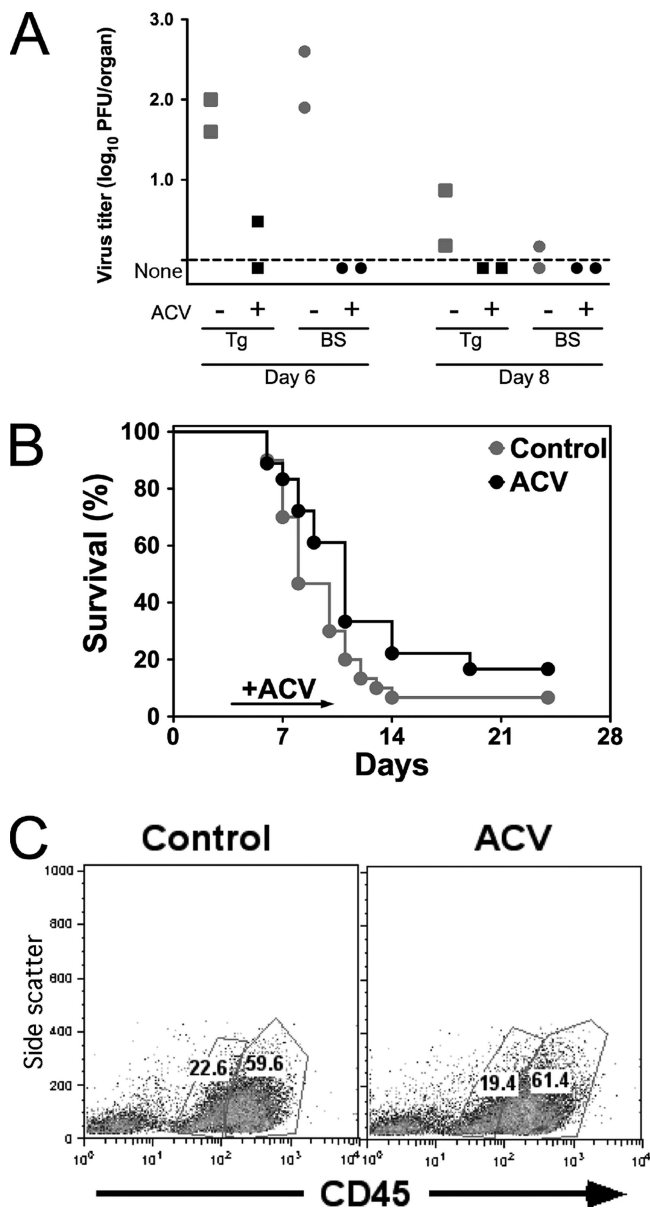 A
Virus titer (log10 PFU/organ)
3.0
2.0
1.0
None
ACV - + - + - + - +
Tg BS Tg BS
Day 6 Day 8
B
Survival (%)
100
80
60
40
20
0
Control
ACV
+ACV
0 7 14 21 28
Days
C
Control ACV
Side scatter
1000
800
600
400
200
0
22.6 59.6
19.4 61.4
10^0 10^1 10^2 10^3 10^4 10^0 10^1 10^2 10^3 10^4
CD45